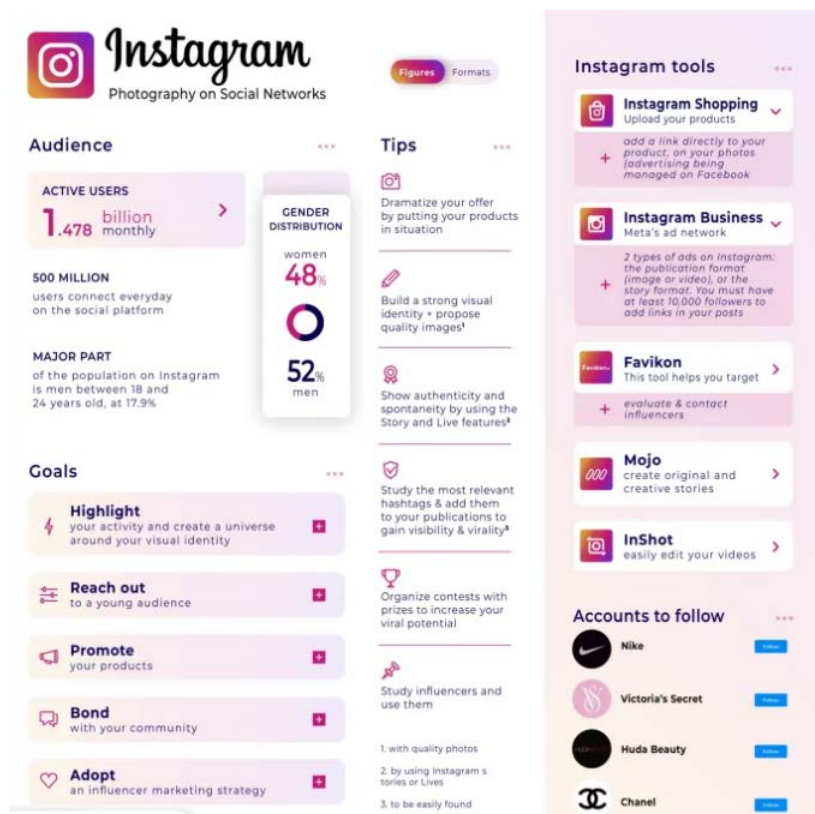 Instagram
Photography on Social Networks
Figures
Formats
Audience
ACTIVE USERS
1.478 billion
monthly
500 MILLION
users connect everyday
on the social platform
MAJOR PART
of the population on Instagram
is men between 18 and
24 years old, at 17.9%
GENDER
DISTRIBUTION
women
48%
52%
men
Goals
Highlight
your activity and create a universe
around your visual identity
Reach out
to a young audience
Promote
your products
Bond
with your community
Adopt
an influencer marketing strategy
Tips
Dramatize your offer
by putting your products
in situation
Build a strong visual
identity + propose
quality images¹
Show authenticity and
spontaneity by using the
Story and Live features²
Study the most relevant
hashtags & add them
to your publications to
gain visibility & virality³
Organize contests with
prizes to increase your
viral potential
Study influencers and
use them
1. with quality photos
2. by using Instagram s
tories or Lives
3. to be easily found
Instagram tools
Instagram Shopping
Upload your products
+ add a link directly to your
product, on your photos
(advertising being
managed on Facebook
Instagram Business
Meta's ad network
+ 2 types of ads on Instagram:
the publication format
(image or video), or the
story format. You must have
at least 10,000 followers to
add links in your posts
Favikon
Favikon
This tool helps you target
+ evaluate & contact
influencers
Mojo
create original and
creative stories
InShot
easily edit your videos
Accounts to follow
Nike
Follow
Victoria's Secret
Follow
Huda Beauty
Follow
Chanel
Follow